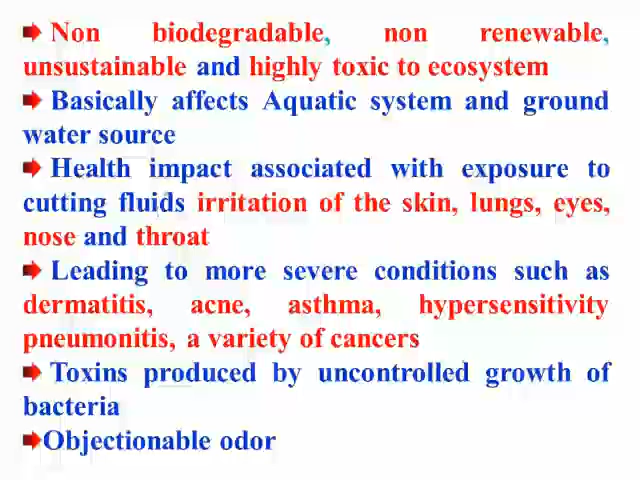 Non biodegradable, non renewable,
unsustainable and highly toxic to ecosystem
Basically affects Aquatic system and ground
water source
Health impact associated with exposure to
cutting fluids irritation of the skin, lungs, eyes,
nose and throat
Leading to more severe conditions such as
dermatitis, acne, asthma, hypersensitivity
pneumonitis, a variety of cancers
Toxins produced by uncontrolled growth of
bacteria
Objectionable odor